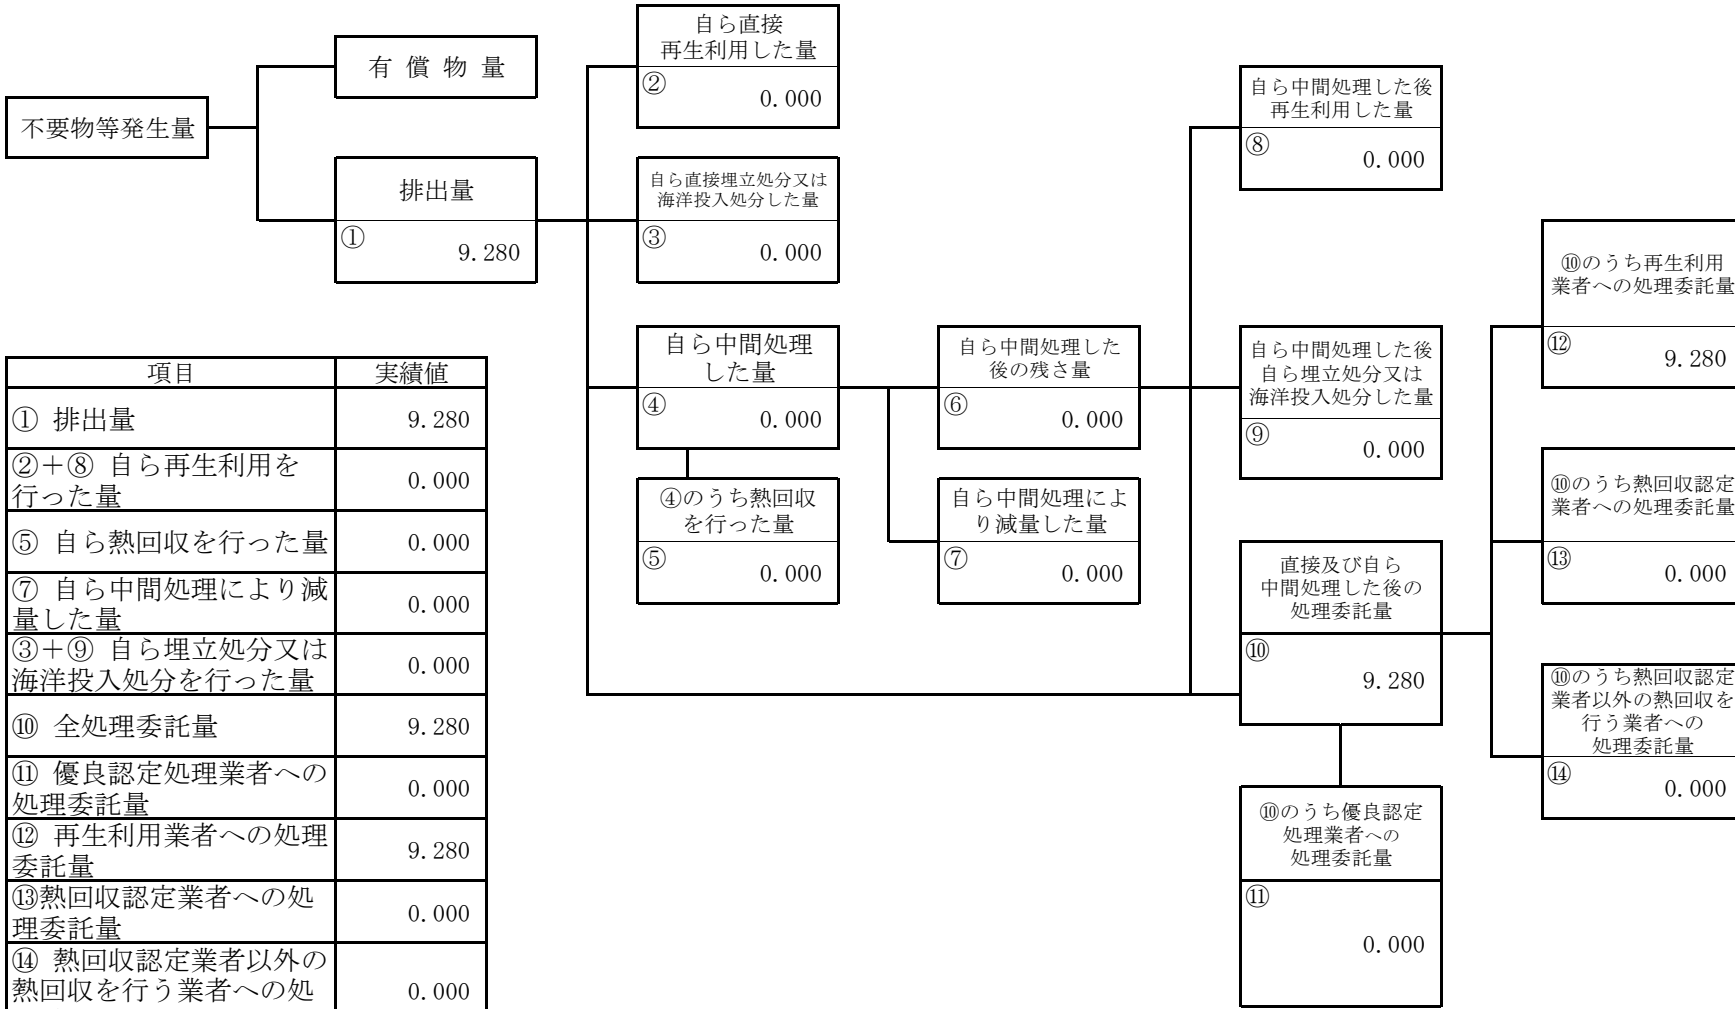 不要物等発生量
有 償 物 量
排出量
①
9.280
自ら直接
再生利用した量
②
0.000
自ら直接埋立処分又は
海洋投入処分した量
③
0.000
自ら中間処理
した量
④
0.000
④のうち熱回収
を行った量
⑤
0.000
自ら中間処理した
後の残さ量
⑥
0.000
自ら中間処理によ
り減量した量
⑦
0.000
自ら中間処理した後
再生利用した量
⑧
0.000
自ら中間処理した後
自ら埋立処分又は
海洋投入処分した量
⑨
0.000
直接及び自ら
中間処理した後の
処理委託量
⑩
9.280
⑩のうち優良認定
処理業者への
処理委託量
⑪
0.000
⑩のうち再生利用
業者への処理委託量
⑫
9.280
⑩のうち熱回収認定
業者への処理委託量
⑬
0.000
⑩のうち熱回収認定
業者以外の熱回収を
行う業者への
処理委託量
⑭
0.000
項目 実績値
① 排出量 9.280
②＋⑧ 自ら再生利用を
行った量 0.000
⑤ 自ら熱回収を行った量 0.000
⑦ 自ら中間処理により減
量した量 0.000
③＋⑨ 自ら埋立処分又は
海洋投入処分を行った量 0.000
⑩ 全処理委託量 9.280
⑪ 優良認定処理業者への
処理委託量 0.000
⑫ 再生利用業者への処理
委託量 9.280
⑬熱回収認定業者への処
理委託量 0.000
⑭ 熱回収認定業者以外の
熱回収を行う業者への処 0.000